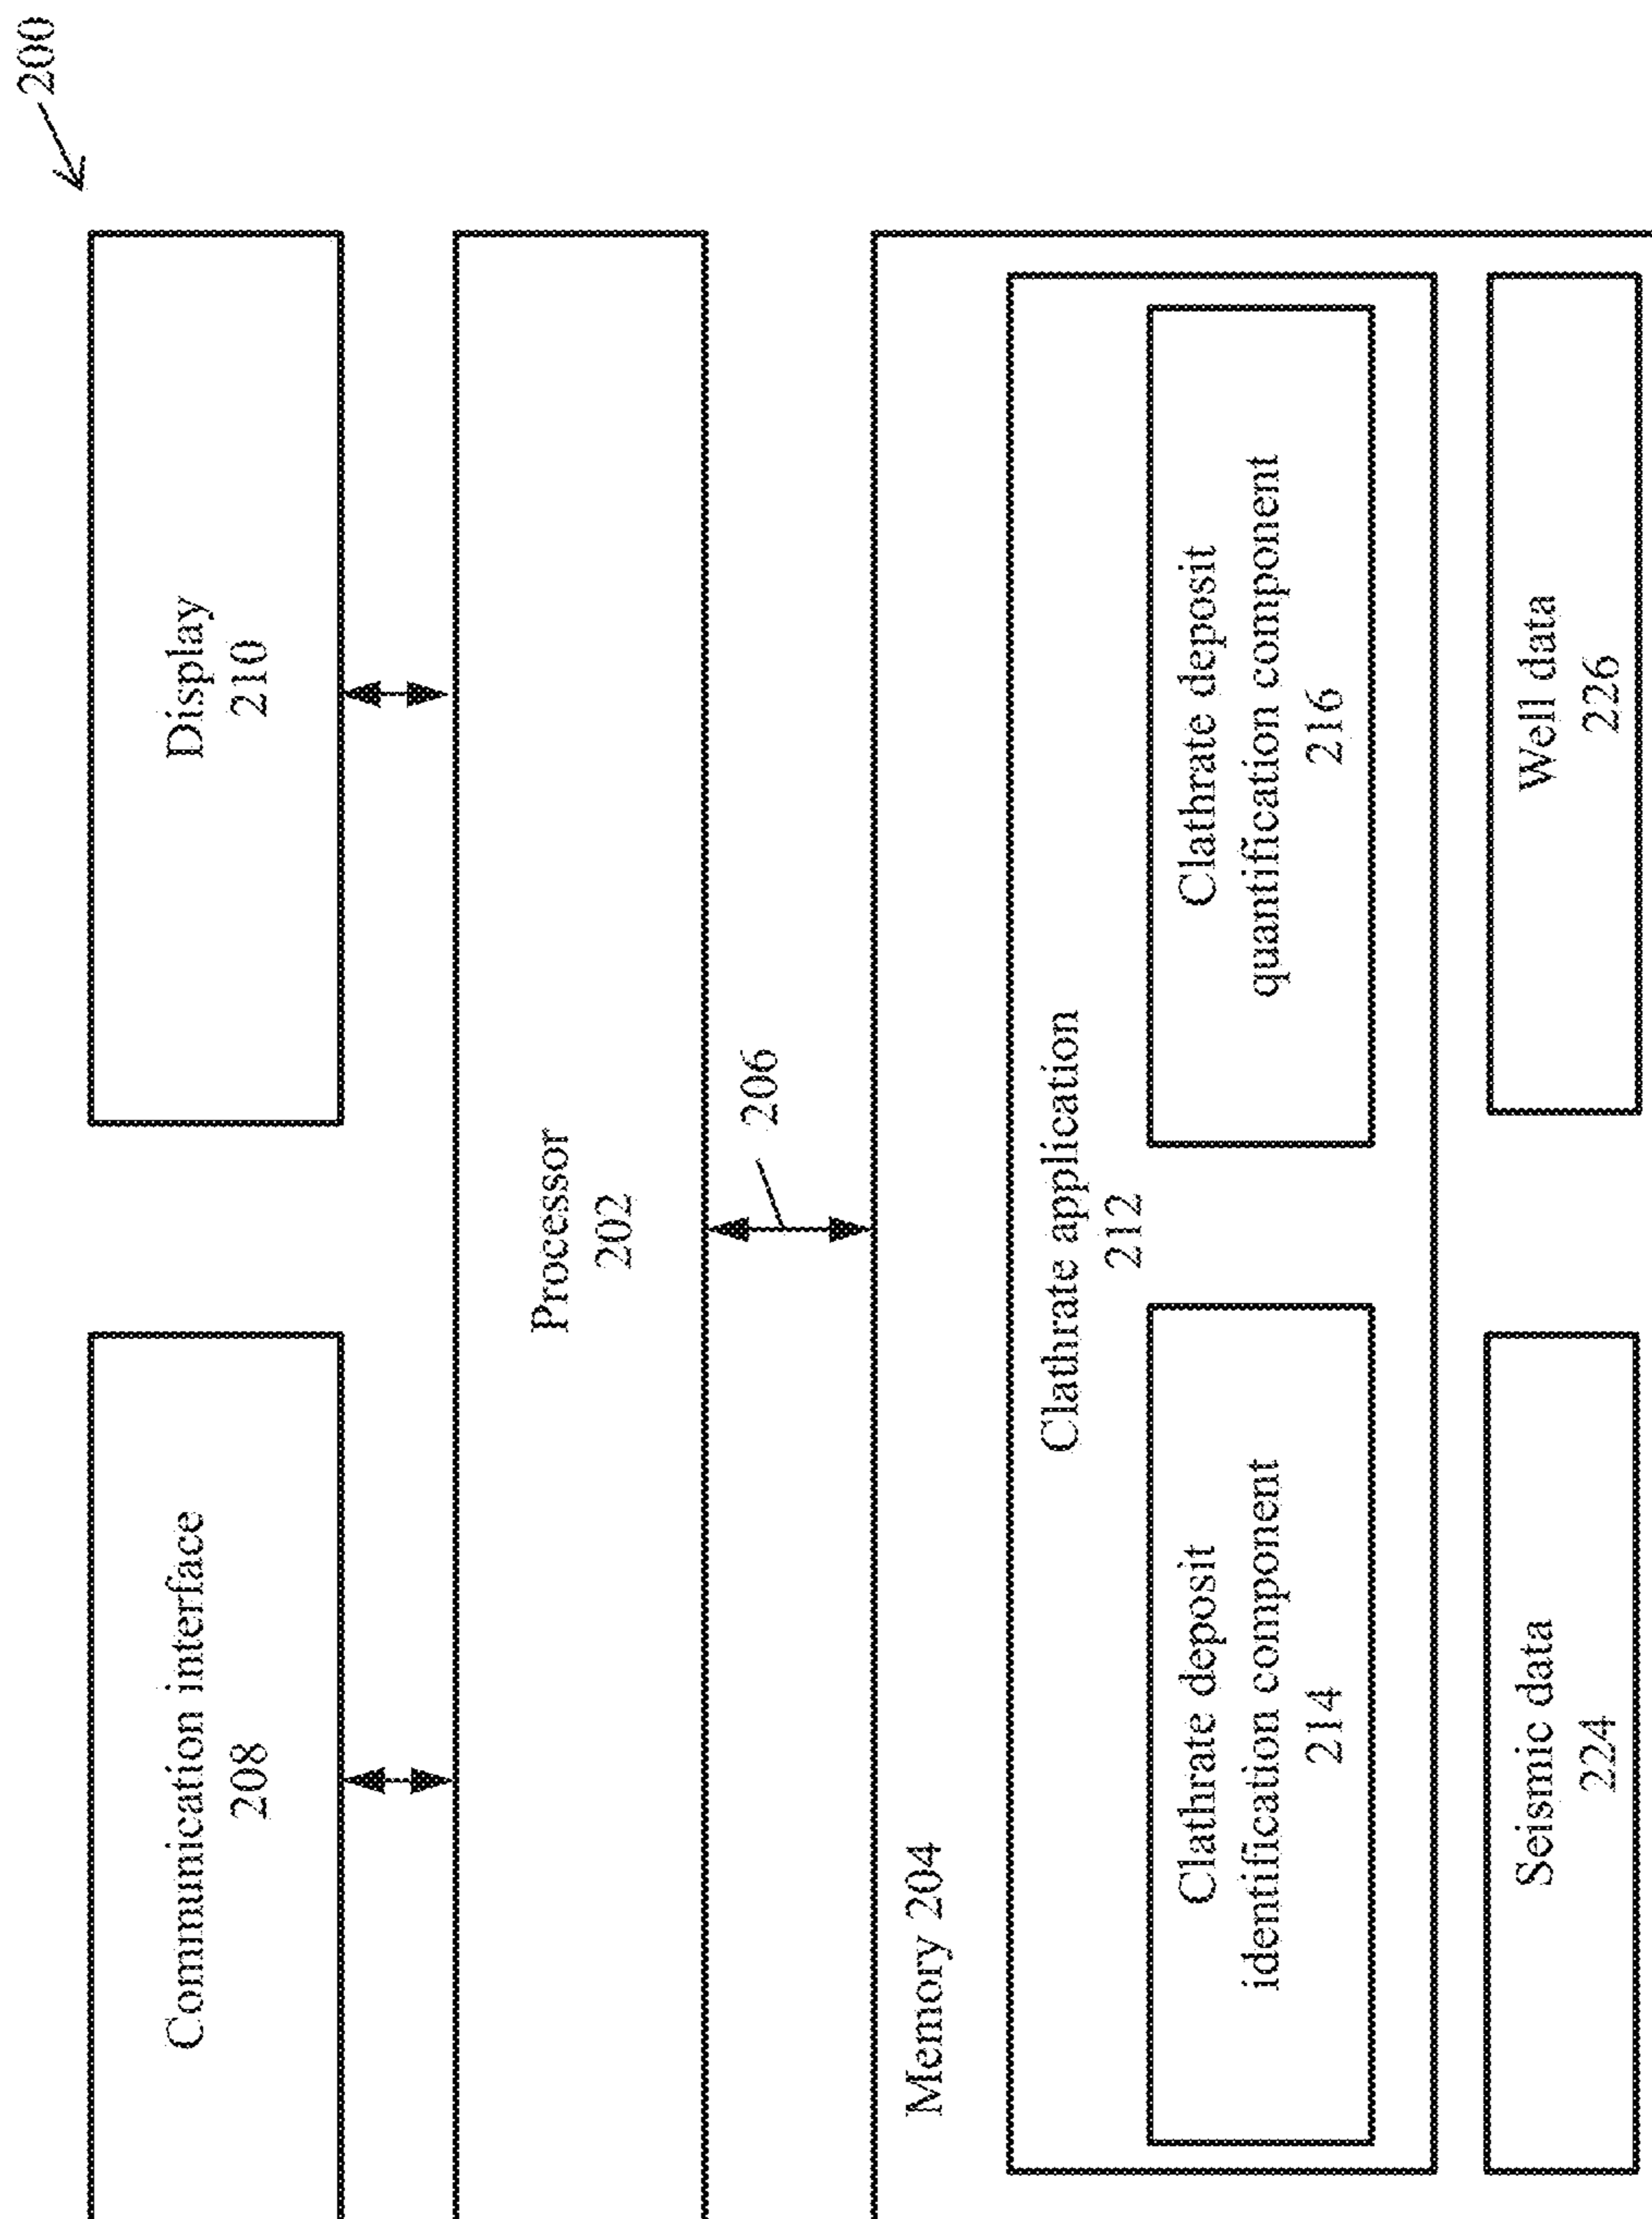 200
Communication interface
208
Display
210
Processor
202
206
Memory 204
Clathrate application
212
Clathrate deposit
identification component
214
Clathrate deposit
quantification component
216
Seismic data
224
Well data
226